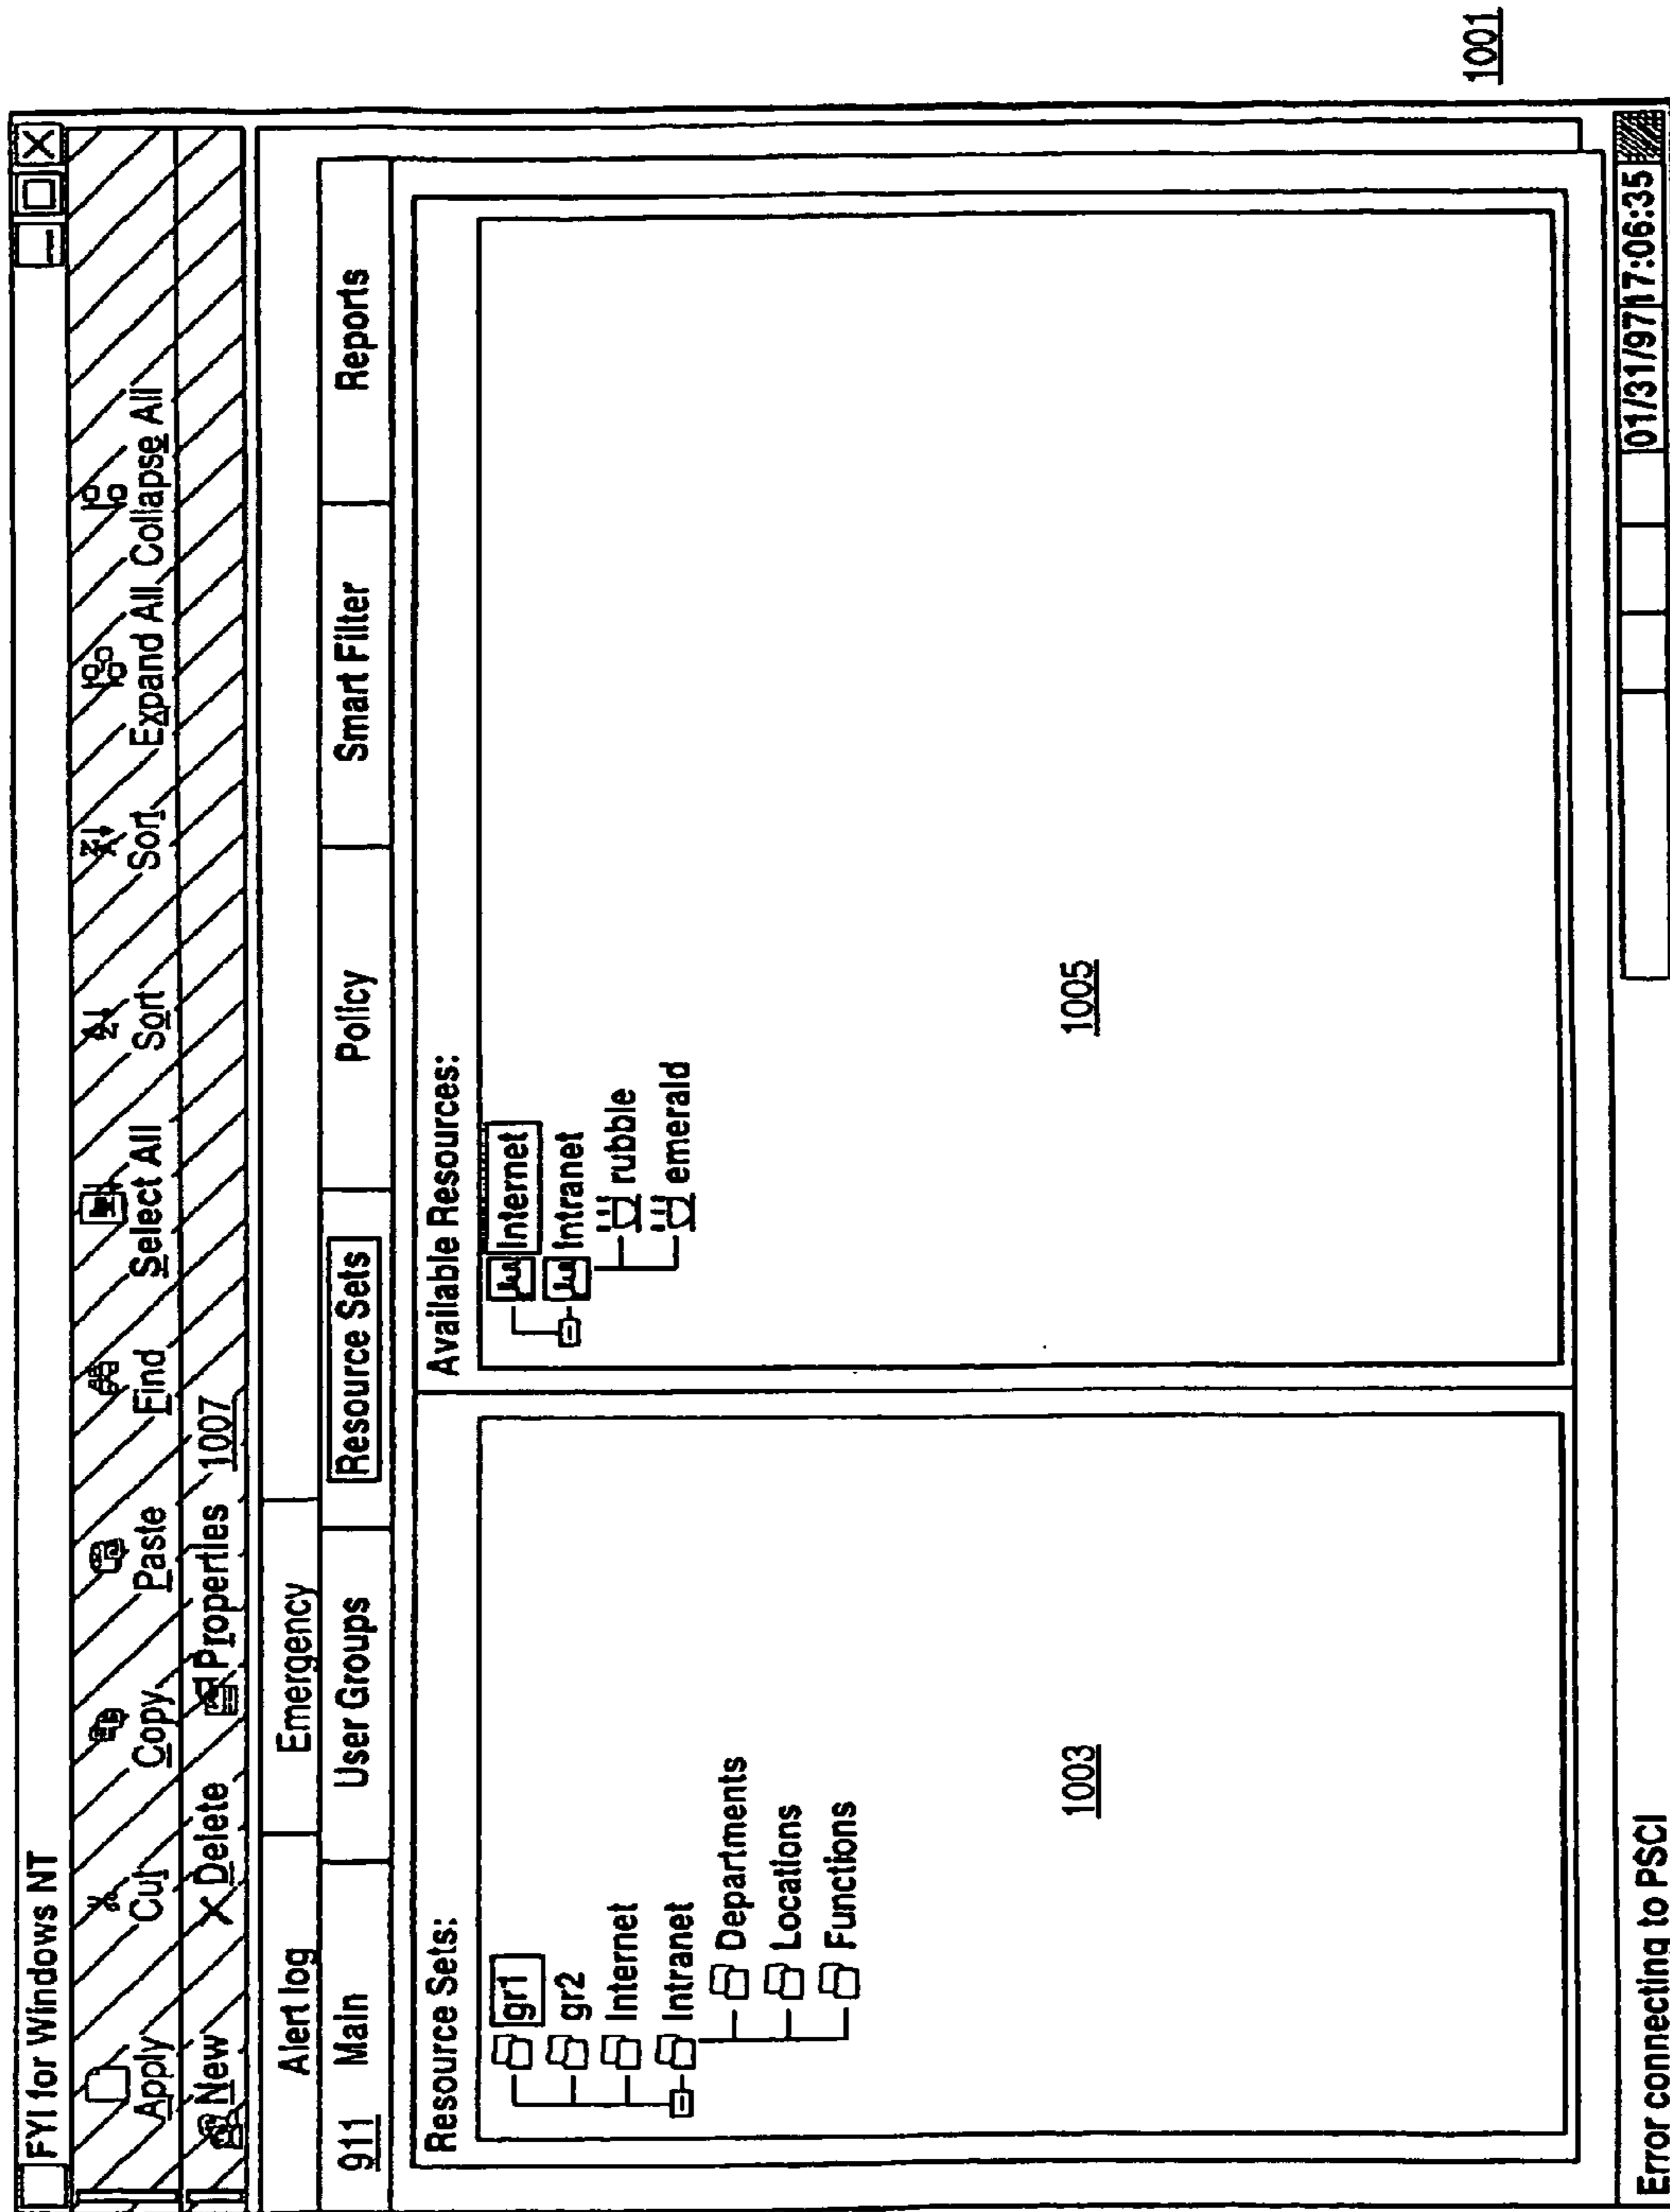 FYI for Windows NT
Apply Cut Copy Paste Find Select All Sort Sort Expand All Collapse All
New Delete Properties 1007
Alert log Emergency
911 Main User Groups Resource Sets Policy Smart Filter Reports
Resource Sets:
gr1
gr2
Internet
Intranet
Departments
Locations
Functions
1003
Available Resources:
Internet
Intranet
rubble
emerald
1005
Error connecting to PSCI 01/31/97 17:06:35
1001